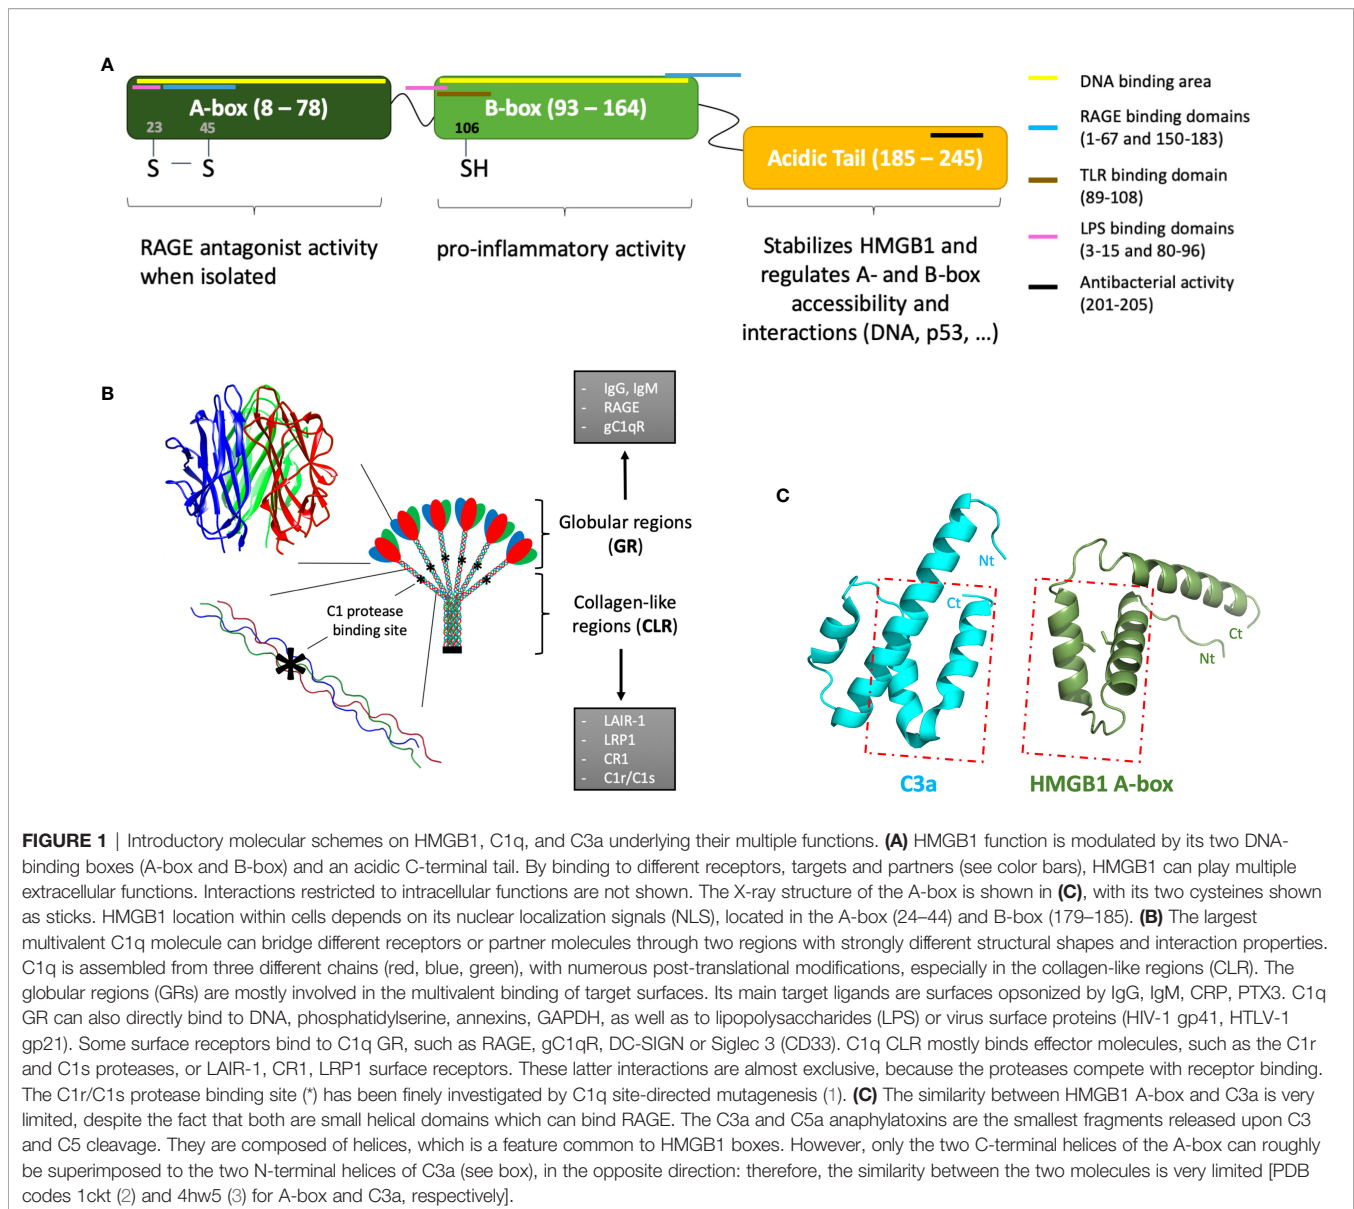 A
A-box (8 – 78)
23
45
S — S
B-box (93 – 164)
106
SH
Acidic Tail (185 – 245)
RAGE antagonist activity
when isolated
pro-inflammatory activity
Stabilizes HMGB1 and
regulates A- and B-box
accessibility and
interactions (DNA, p53, ...)
DNA binding area
RAGE binding domains
(1-67 and 150-183)
TLR binding domain
(89-108)
LPS binding domains
(3-15 and 80-96)
Antibacterial activity
(201-205)
B
- IgG, IgM
- RAGE
- gC1qR
Globular regions
(GR)
Collagen-like
regions (CLR)
C1 protease
binding site
*
- LAIR-1
- LRP1
- CR1
- C1r/C1s
C
Nt
Ct
C3a
Ct
Nt
HMGB1 A-box
FIGURE 1 | Introductory molecular schemes on HMGB1, C1q, and C3a underlying their multiple functions. (A) HMGB1 function is modulated by its two DNA-
binding boxes (A-box and B-box) and an acidic C-terminal tail. By binding to different receptors, targets and partners (see color bars), HMGB1 can play multiple
extracellular functions. Interactions restricted to intracellular functions are not shown. The X-ray structure of the A-box is shown in (C), with its two cysteines shown
as sticks. HMGB1 location within cells depends on its nuclear localization signals (NLS), located in the A-box (24–44) and B-box (179–185). (B) The largest
multivalent C1q molecule can bridge different receptors or partner molecules through two regions with strongly different structural shapes and interaction properties.
C1q is assembled from three different chains (red, blue, green), with numerous post-translational modifications, especially in the collagen-like regions (CLR). The
globular regions (GRs) are mostly involved in the multivalent binding of target surfaces. Its main target ligands are surfaces opsonized by IgG, IgM, CRP, PTX3. C1q
GR can also directly bind to DNA, phosphatidylserine, annexins, GAPDH, as well as to lipopolysaccharides (LPS) or virus surface proteins (HIV-1 gp41, HTLV-1
gp21). Some surface receptors bind to C1q GR, such as RAGE, gC1qR, DC-SIGN or Siglec 3 (CD33). C1q CLR mostly binds effector molecules, such as the C1r
and C1s proteases, or LAIR-1, CR1, LRP1 surface receptors. These latter interactions are almost exclusive, because the proteases compete with receptor binding.
The C1r/C1s protease binding site (*) has been finely investigated by C1q site-directed mutagenesis (1). (C) The similarity between HMGB1 A-box and C3a is very
limited, despite the fact that both are small helical domains which can bind RAGE. The C3a and C5a anaphylatoxins are the smallest fragments released upon C3
and C5 cleavage. They are composed of helices, which is a feature common to HMGB1 boxes. However, only the two C-terminal helices of the A-box can roughly
be superimposed to the two N-terminal helices of C3a (see box), in the opposite direction: therefore, the similarity between the two molecules is very limited [PDB
codes 1ckt (2) and 4hw5 (3) for A-box and C3a, respectively].